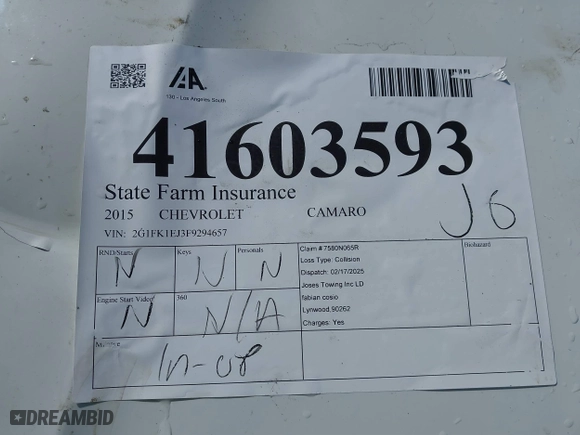 IAA
130 - Los Angeles South
41603593
State Farm Insurance
2015 CHEVROLET CAMARO
J6
VIN: 2G1FK1EJ3F9294657
RND/Starts N
Keys N
Personals N
Claim # 7580N065R
Loss Type: Collision
Dispatch: 02/17/2025
Joses Towing Inc LD
fabian cosio
Lynwood 90262
Charges: Yes
Biohazard
Engine Start Video N
360 N/A
In-op
DREAMBID